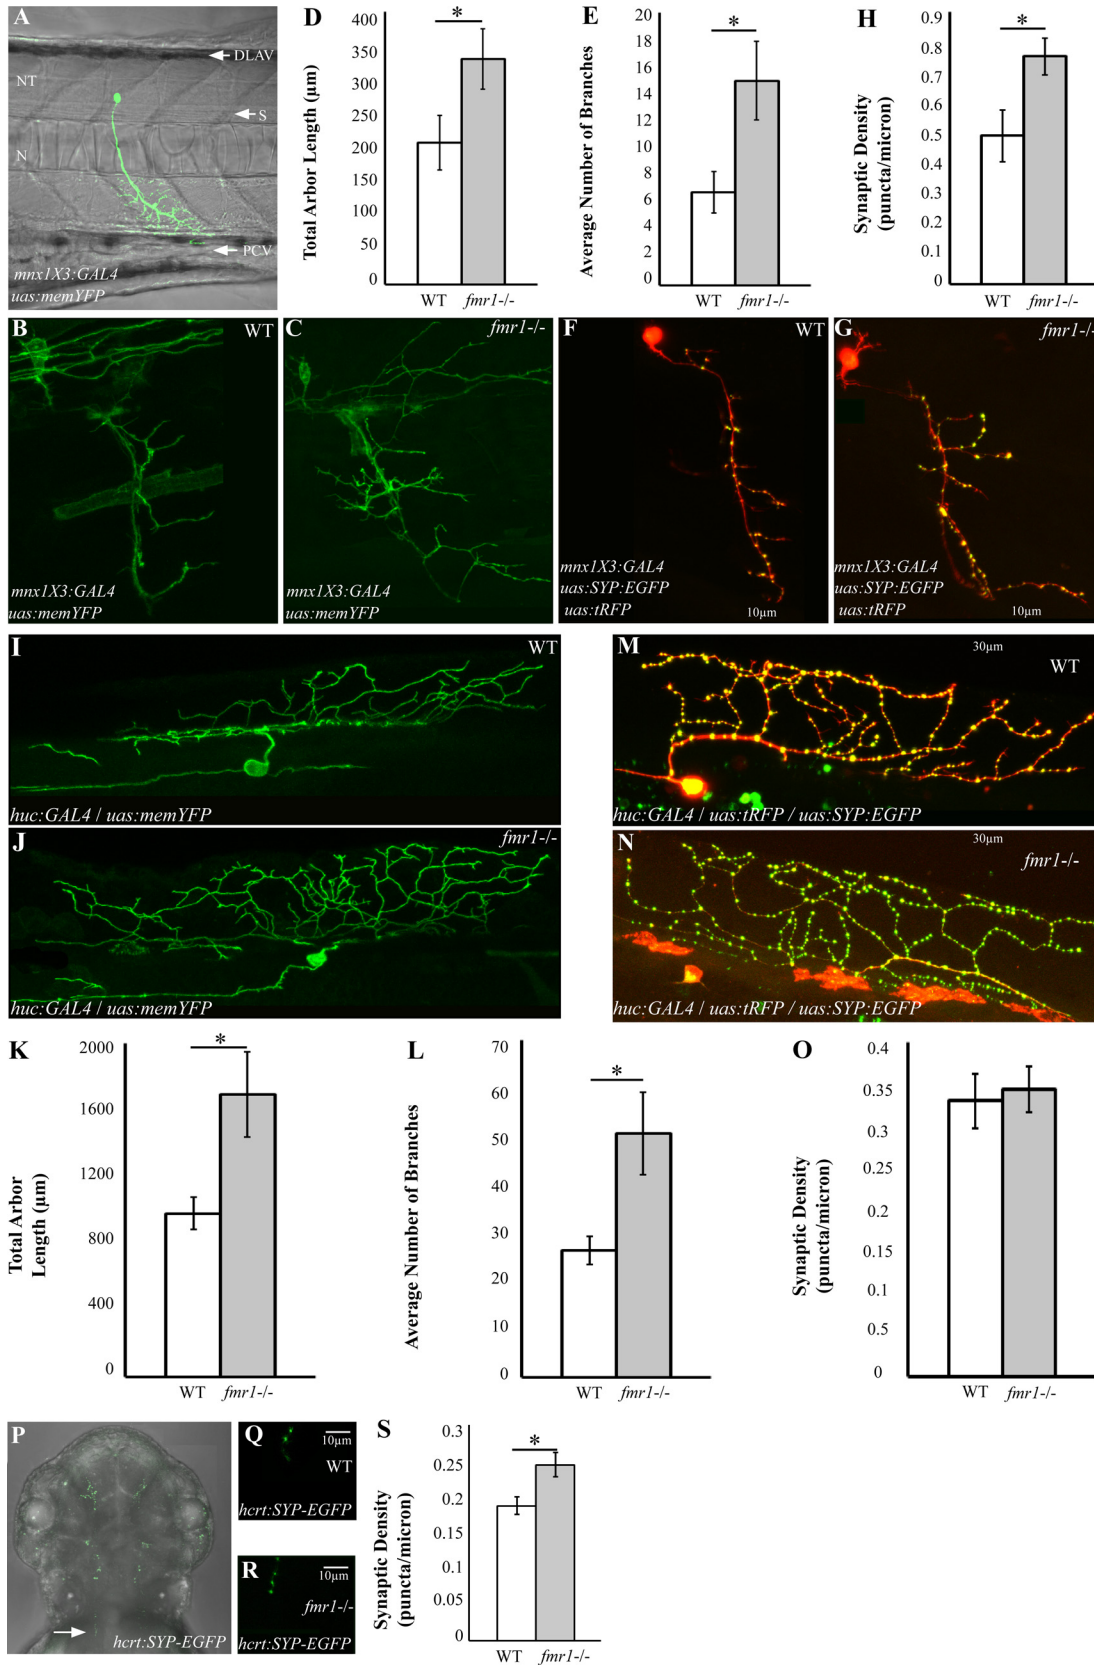 A
DLAV
NT
S
N
PCV
mnx1X3:GAL4
uas:memYFP
D
Total Arbor Length (µm)
400
350
300
250
200
150
100
50
0
*
WT
fmr1-/-
E
Average Number of Branches
20
18
16
14
12
10
8
6
4
2
0
*
WT
fmr1-/-
H
Synaptic Density
(puncta/micron)
0.9
0.8
0.7
0.6
0.5
0.4
0.3
0.2
0.1
0
*
WT
fmr1-/-
B
WT
mnx1X3:GAL4
uas:memYFP
C
fmr1-/-
mnx1X3:GAL4
uas:memYFP
F
WT
mnx1X3:GAL4
uas:SYP:EGFP
uas:tRFP
10µm
G
fmr1-/-
mnx1X3:GAL4
uas:SYP:EGFP
uas:tRFP
10µm
I
WT
huc:GAL4 / uas:memYFP
J
fmr1-/-
huc:GAL4 / uas:memYFP
M
30µm
WT
huc:GAL4 / uas:tRFP / uas:SYP:EGFP
N
30µm
fmr1-/-
huc:GAL4 / uas:tRFP / uas:SYP:EGFP
K
Total Arbor
Length (µm)
2000
1600
1200
800
400
0
*
WT
fmr1-/-
L
Average Number of Branches
70
60
50
40
30
20
10
0
*
WT
fmr1-/-
O
Synaptic Density
(puncta/micron)
0.4
0.35
0.3
0.25
0.2
0.15
0.1
0.5
0
WT
fmr1-/-
P
hcrt:SYP-EGFP
Q
10µm
WT
hcrt:SYP-EGFP
R
10µm
fmr1-/-
hcrt:SYP-EGFP
S
Synaptic Density
(puncta/micron)
0.3
0.25
0.2
0.15
0.1
0.05
0
*
WT
fmr1-/-